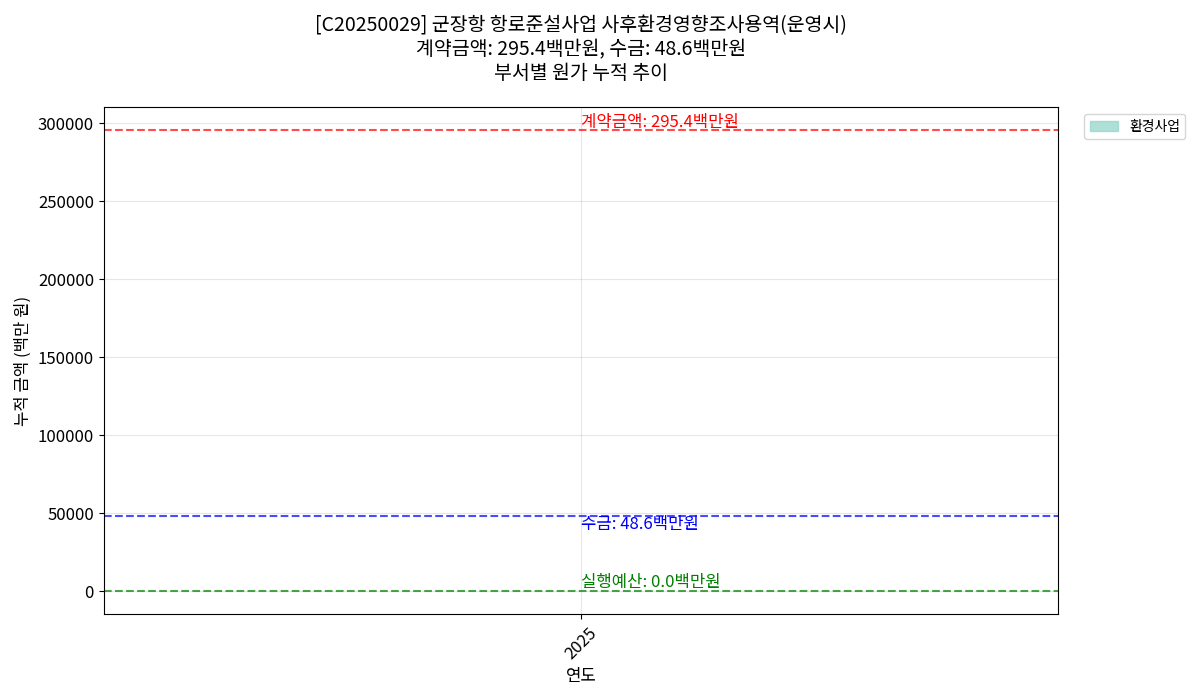 [C20250029] 군장항 항로준설사업 사후환경영향조사용역(운영시)
계약금액: 295.4백만원, 수금: 48.6백만원
부서별 원가 누적 추이
계약금액: 295.4백만원
환경사업
300000
250000
200000
150000
100000
50000
0
누적 금액 (백만 원)
수금: 48.6백만원
실행예산: 0.0백만원
2025
연도